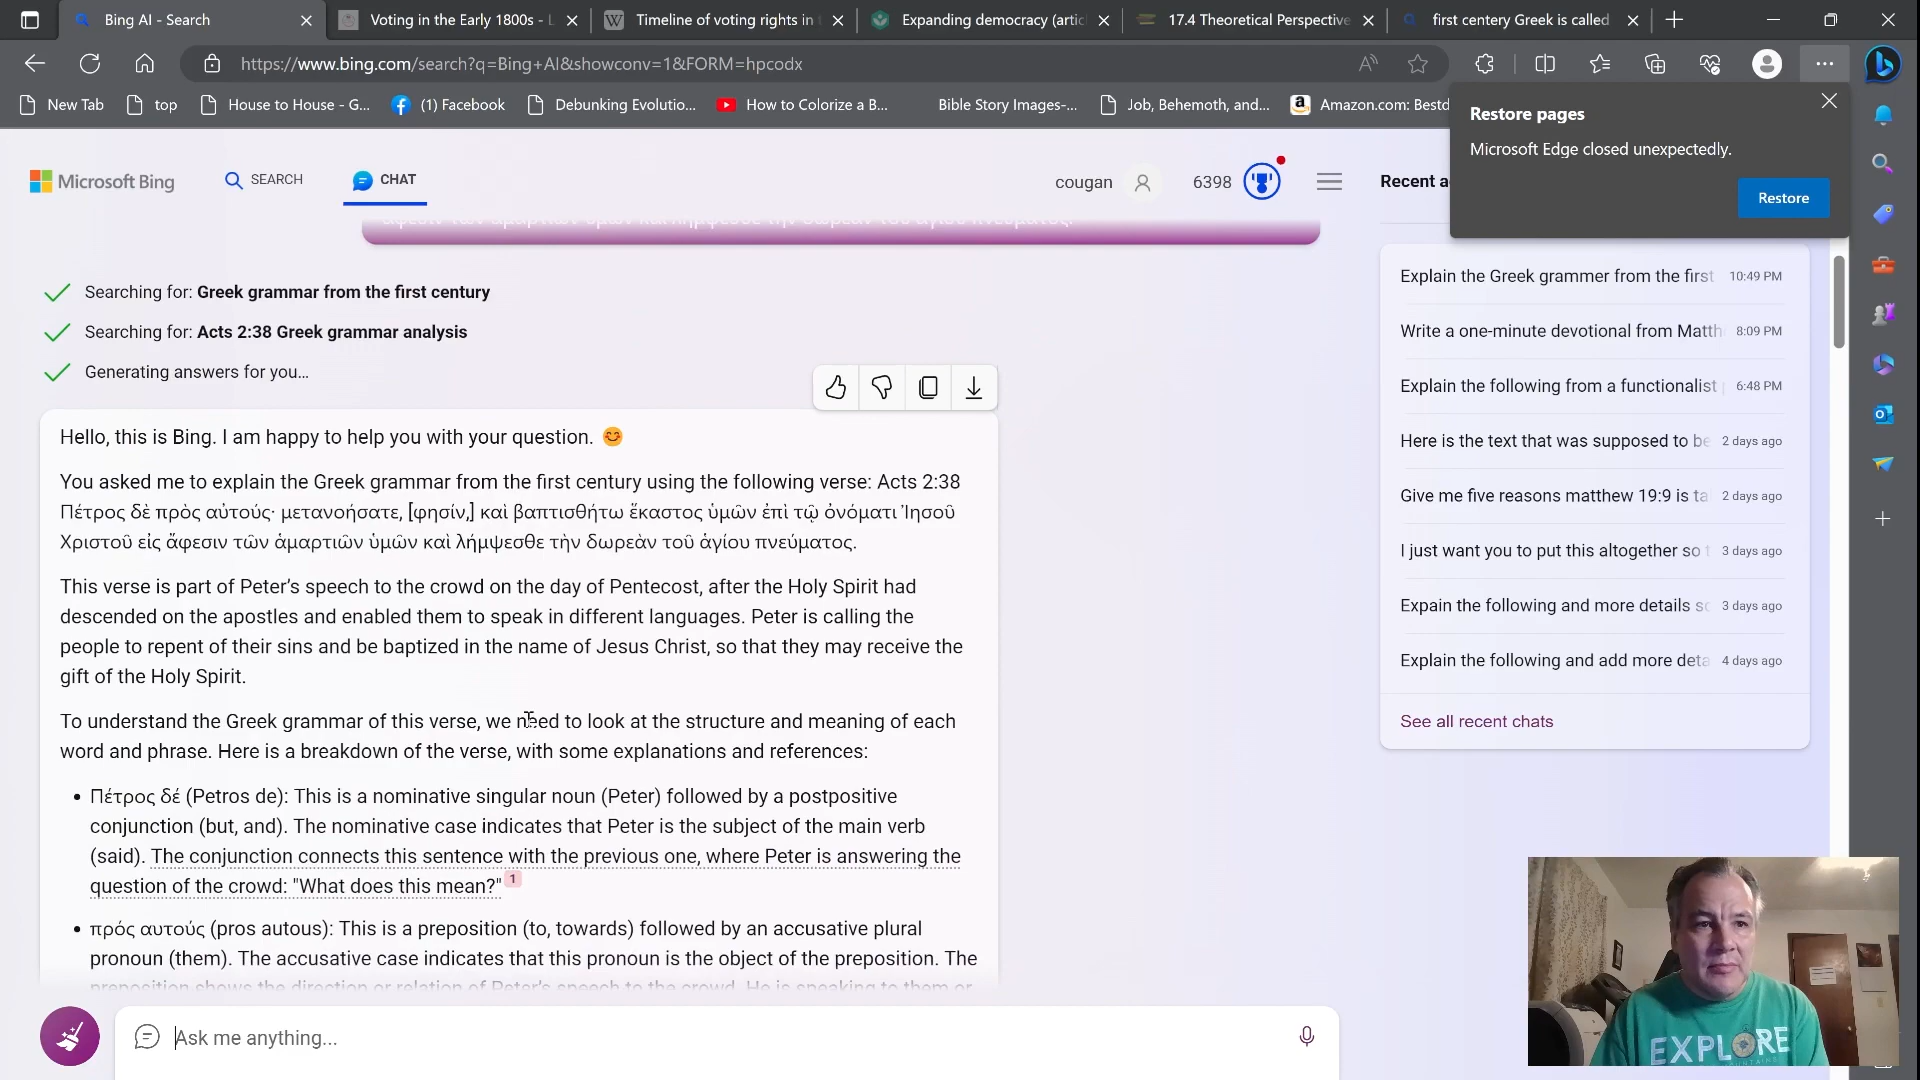 Bing AI - Search
Voting in the Early 1800s - L
Timeline of voting rights in
Expanding democracy (artic
17.4 Theoretical Perspective
first centery Greek is called
https://www.bing.com/search?q=Bing+AI&showconv=1&FORM=hpcodx
New Tab
top
House to House - G...
(1) Facebook
Debunking Evolutio...
How to Colorize a B...
Bible Story Images-...
Job, Behemoth, and...
Amazon.com: Bestd
Restore pages
Microsoft Edge closed unexpectedly.
Restore
Microsoft Bing
SEARCH
CHAT
cougan
6398
Recent a
Searching for: Greek grammar from the first century
Searching for: Acts 2:38 Greek grammar analysis
Generating answers for you...
Hello, this is Bing. I am happy to help you with your question. 😊
You asked me to explain the Greek grammar from the first century using the following verse: Acts 2:38
Πέτρος δὲ πρὸς αὐτούς· μετανοήσατε, [φησίν,] καὶ βαπτισθήτω ἕκαστος ὑμῶν ἐπὶ τῷ ὀνόματι Ἰησοῦ
Χριστοῦ εἰς ἄφεσιν τῶν ἁμαρτιῶν ὑμῶν καὶ λήμψεσθε τὴν δωρεὰν τοῦ ἁγίου πνεύματος.
This verse is part of Peter's speech to the crowd on the day of Pentecost, after the Holy Spirit had
descended on the apostles and enabled them to speak in different languages. Peter is calling the
people to repent of their sins and be baptized in the name of Jesus Christ, so that they may receive the
gift of the Holy Spirit.
To understand the Greek grammar of this verse, we need to look at the structure and meaning of each
word and phrase. Here is a breakdown of the verse, with some explanations and references:
• Πέτρος δέ (Petros de): This is a nominative singular noun (Peter) followed by a postpositive
conjunction (but, and). The nominative case indicates that Peter is the subject of the main verb
(said). The conjunction connects this sentence with the previous one, where Peter is answering the
question of the crowd: "What does this mean?" 1
• πρός αυτούς (pros autous): This is a preposition (to, towards) followed by an accusative plural
pronoun (them). The accusative case indicates that this pronoun is the object of the preposition. The
preposition shows the direction or relation of Peter's speech to the crowd. He is speaking to them or
Ask me anything...
Explain the Greek grammer from the first 10:49 PM
Write a one-minute devotional from Matth 8:09 PM
Explain the following from a functionalist 6:48 PM
Here is the text that was supposed to be 2 days ago
Give me five reasons matthew 19:9 is ta 2 days ago
I just want you to put this altogether so 3 days ago
Expain the following and more details so 3 days ago
Explain the following and add more deta 4 days ago
See all recent chats
EXPLORE